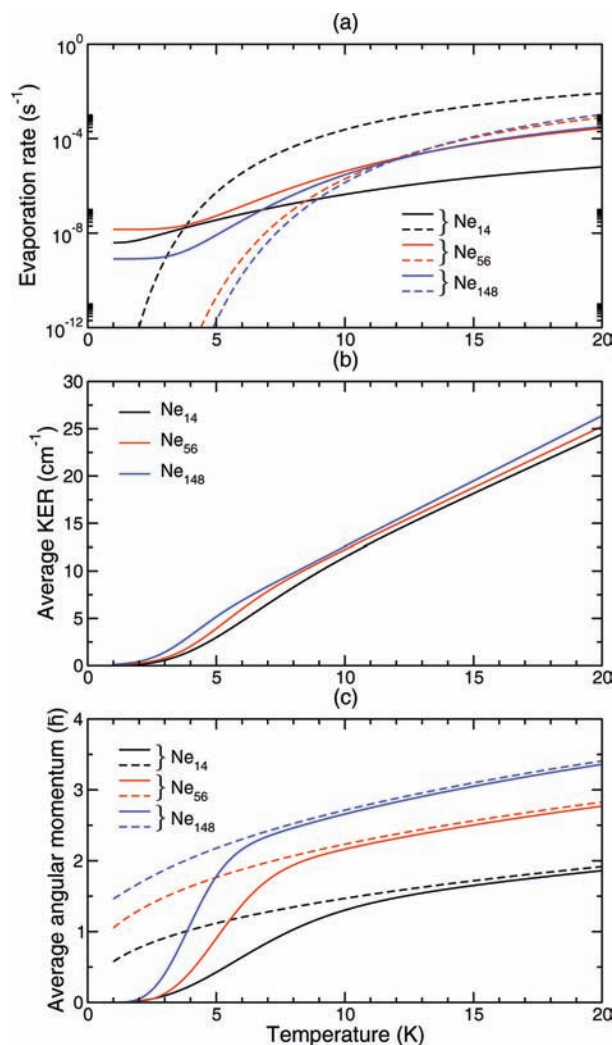 (a)
Evaporation rate (s⁻¹)
10⁰
10⁻⁴
10⁻⁸
10⁻¹²
0 5 10 15 20
} Ne₁₄
} Ne₅₆
} Ne₁₄₈
(b)
Average KER (cm⁻¹)
30
25
20
15
10
5
0
0 5 10 15 20
Ne₁₄
Ne₅₆
Ne₁₄₈
(c)
Average angular momentum (ħ)
4
3
2
1
0
0 5 10 15 20
} Ne₁₄
} Ne₅₆
} Ne₁₄₈
Temperature (K)